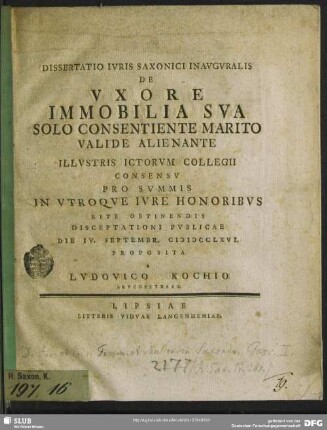 DISSERTATIO IVRIS SAXONICI INAVGVRALIS
DE
VXORE
IMMOBILIA SVA
SOLO CONSENTIENTE MARITO
VALIDE ALIENANTE
ILLVSTRIS ICTORVM COLLEGII
CONSENSV
PRO SVMMIS
IN VTROQVE IVRE HONORIBVS
RITE OBTINENDIS
DISCEPTATIONI PVBLICAE
DIE IV. SEPTEMBR. CIƆIƆCCLXVI.
PROPOSITA
A
LVDOVICO KOCHIO
LIPSIAE
LITTERIS VIDVAE LANGENHEMIAE.
H. Saxon. K.
197 16
2177
SLUB
DFG